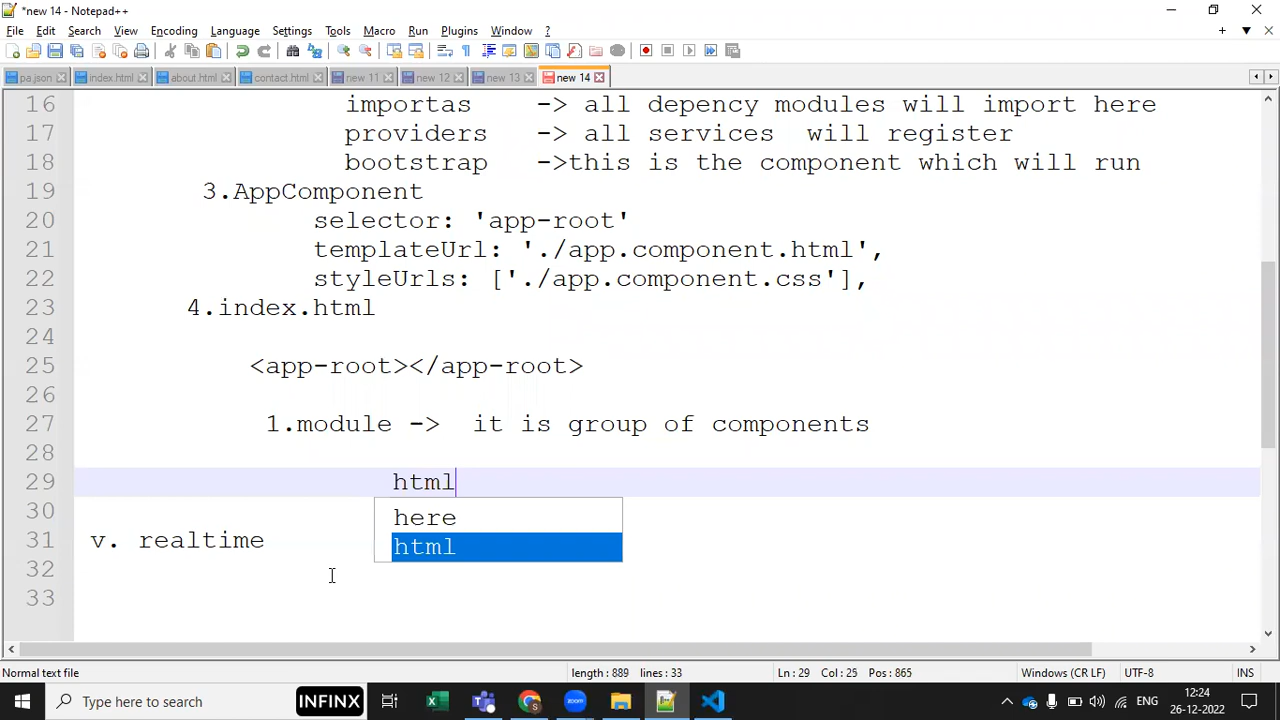 *new 14 - Notepad++
File Edit Search View Encoding Language Settings Tools Macro Run Plugins Window ?
pa.json index.html about.html contact.html new 11 new 12 new 13 new 14
16 importas -> all depency modules will import here
17 providers -> all services will register
18 bootstrap ->this is the component which will run
19 3.AppComponent
20 selector: 'app-root'
21 templateUrl: './app.component.html',
22 styleUrls: ['./app.component.css'],
23 4.index.html
24
25 <app-root></app-root>
26
27 1.module -> it is group of components
28
29 html
here
html
30
31 v. realtime
32
33
Normal text file length : 889 lines : 33 Ln : 29 Col : 25 Pos : 865 Windows (CR LF) UTF-8 INS
Type here to search INFINX ENG 12:24
26-12-2022